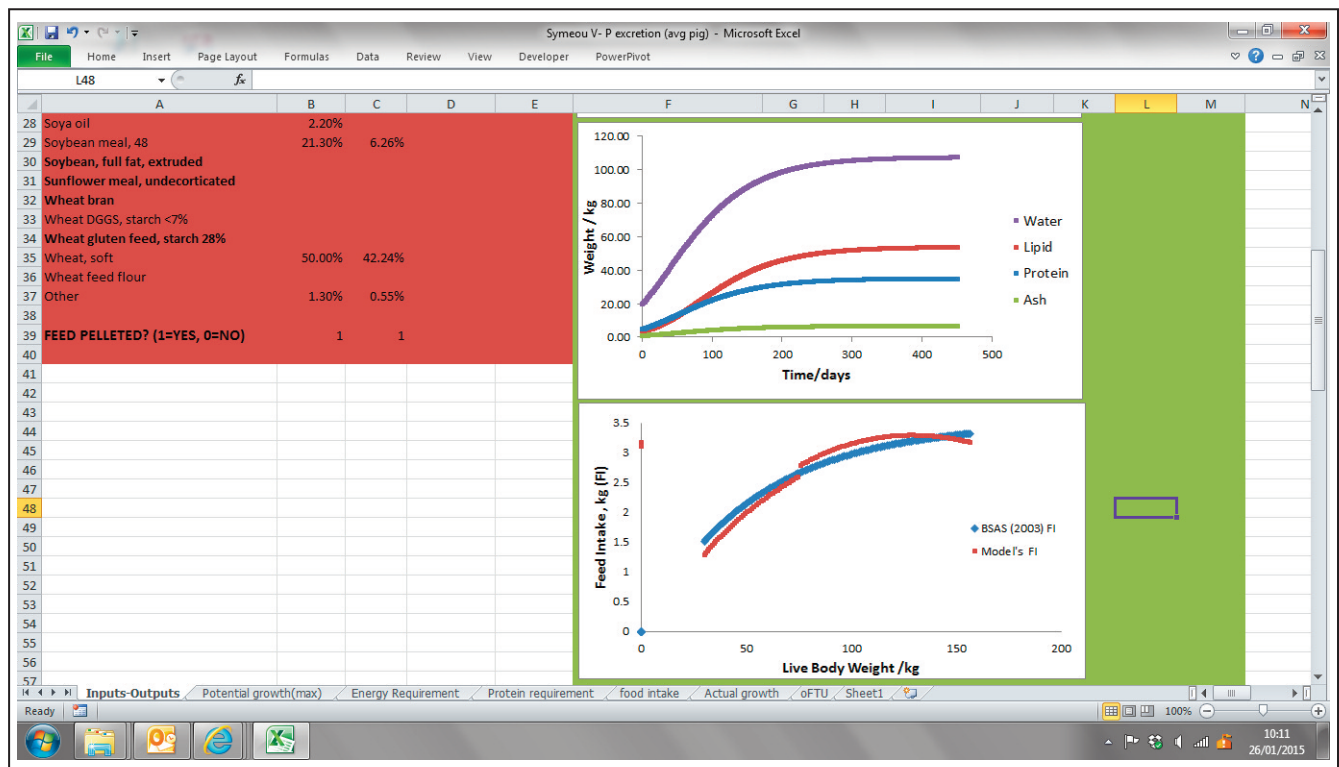 Symeou V- P excretion (avg pig) - Microsoft Excel
File Home Insert Page Layout Formulas Data Review View Developer PowerPivot
L48 fx
A B C D E F G H I J K L M N
28 Soya oil 2.20%
29 Soybean meal, 48 21.30% 6.26%
30 Soybean, full fat, extruded
31 Sunflower meal, undecorticated
32 Wheat bran
33 Wheat DGGS, starch <7%
34 Wheat gluten feed, starch 28%
35 Wheat, soft 50.00% 42.24%
36 Wheat feed flour
37 Other 1.30% 0.55%
38
39 FEED PELLETED? (1=YES, 0=NO) 1 1
40
41
42
43
44
45
46
47
48
49
50
51
52
53
54
55
56
57
120.00
100.00
80.00
60.00
40.00
20.00
0.00
Weight / kg
0 100 200 300 400 500
Time/days
Water
Lipid
Protein
Ash
3.5
3
2.5
2
1.5
1
0.5
0
Feed Intake, kg (FI)
0 50 100 150 200
Live Body Weight /kg
BSAS (2003) FI
Model's FI
Inputs-Outputs Potential growth(max) Energy Requirement Protein requirement food intake Actual growth oFTU Sheet1
Ready 100%
10:11
26/01/2015